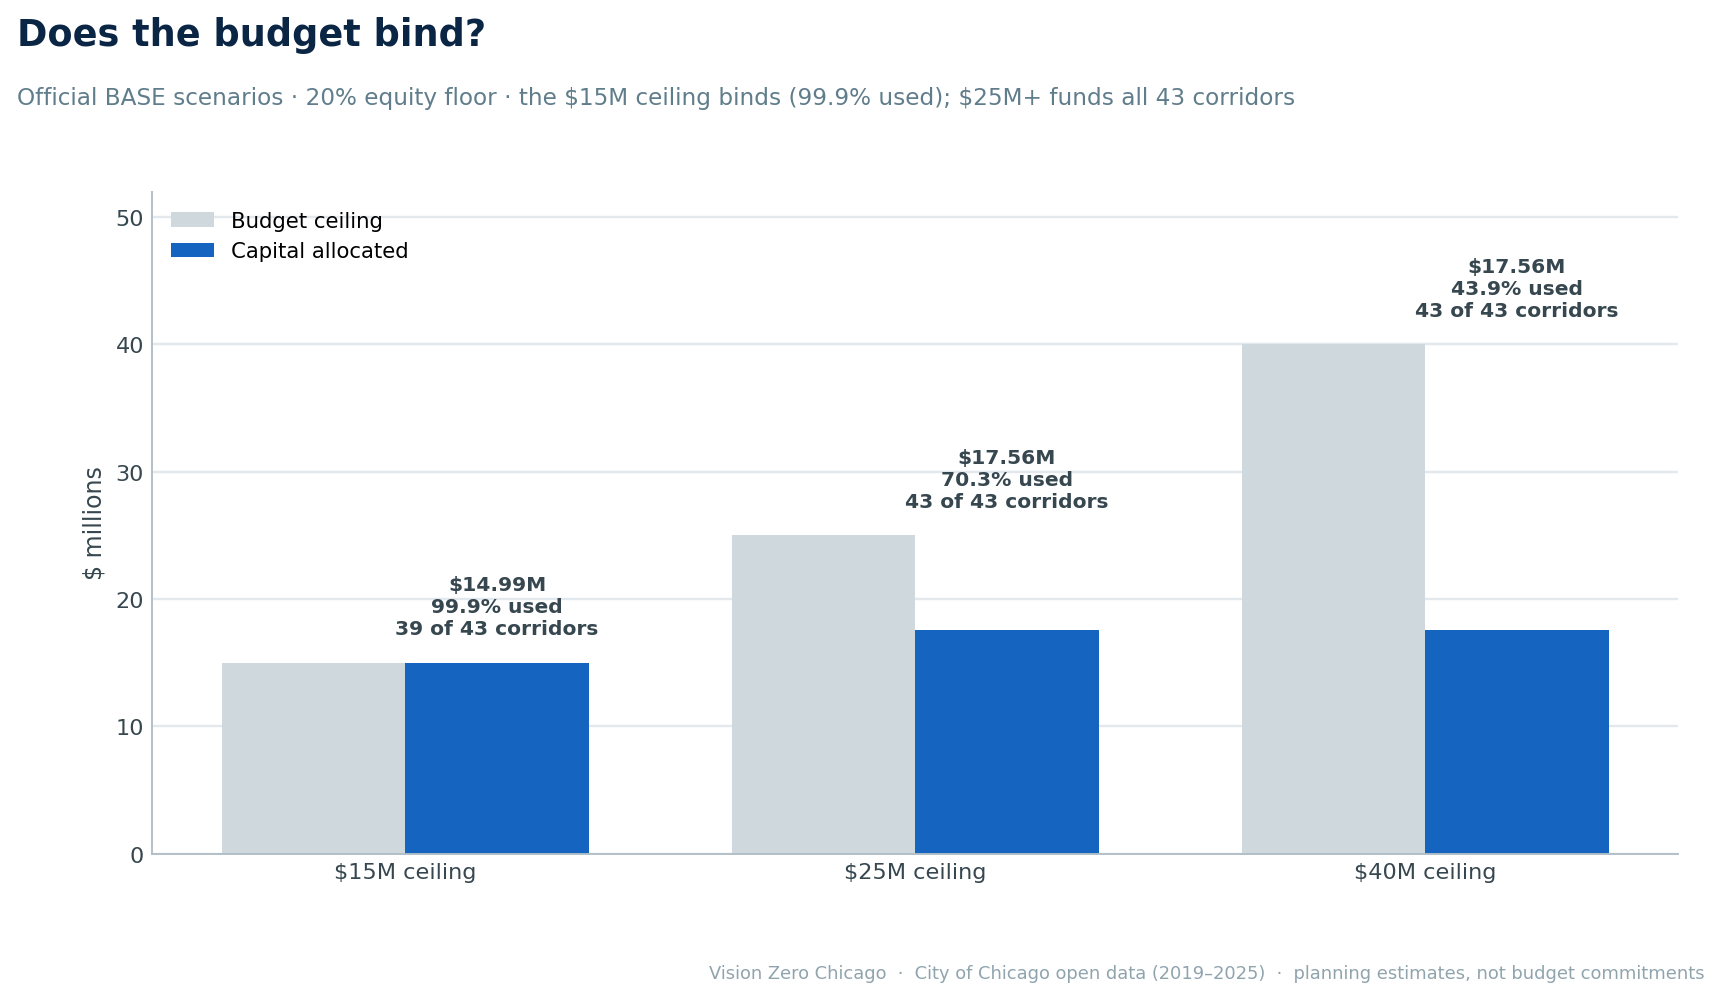 Does the budget bind?
Official BASE scenarios · 20% equity floor · the $15M ceiling binds (99.9% used); $25M+ funds all 43 corridors
Budget ceiling
Capital allocated
$ millions
50
40
30
20
10
0
$14.99M
99.9% used
39 of 43 corridors
$17.56M
70.3% used
43 of 43 corridors
$17.56M
43.9% used
43 of 43 corridors
$15M ceiling
$25M ceiling
$40M ceiling
Vision Zero Chicago · City of Chicago open data (2019–2025) · planning estimates, not budget commitments